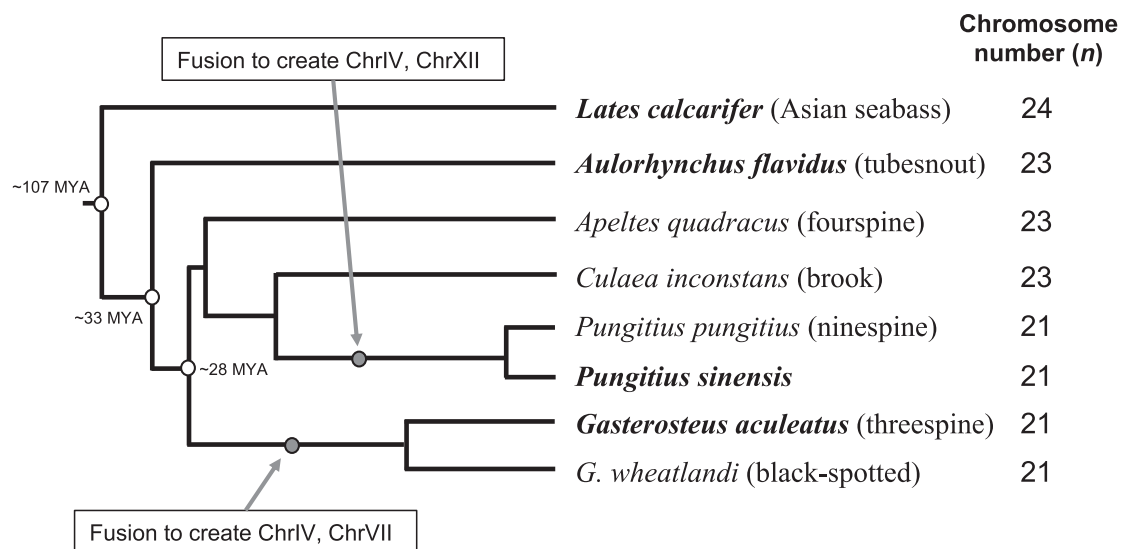 Chromosome
number (n)
Fusion to create ChrIV, ChrXII
Lates calcarifer (Asian seabass) 24
Aulorhynchus flavidus (tubesnout) 23
~107 MYA
Apeltes quadracus (fourspine) 23
Culaea inconstans (brook) 23
~33 MYA
Pungitius pungitius (ninespine) 21
~28 MYA
Pungitius sinensis 21
Gasterosteus aculeatus (threespine) 21
G. wheatlandi (black-spotted) 21
Fusion to create ChrIV, ChrVII